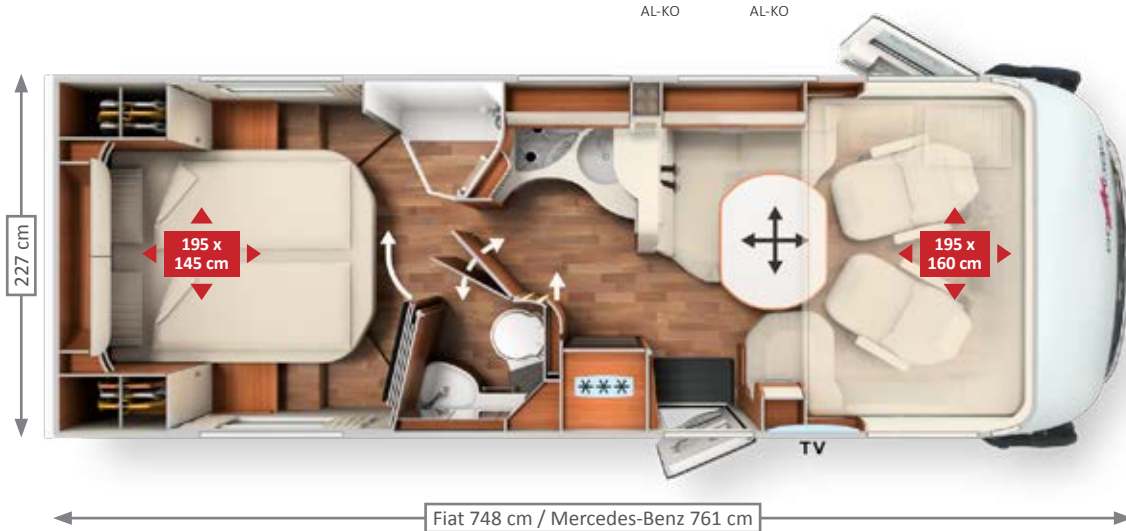 AL-KO AL-KO
227 cm
195 x
145 cm
195 x
160 cm
TV
Fiat 748 cm / Mercedes-Benz 761 cm